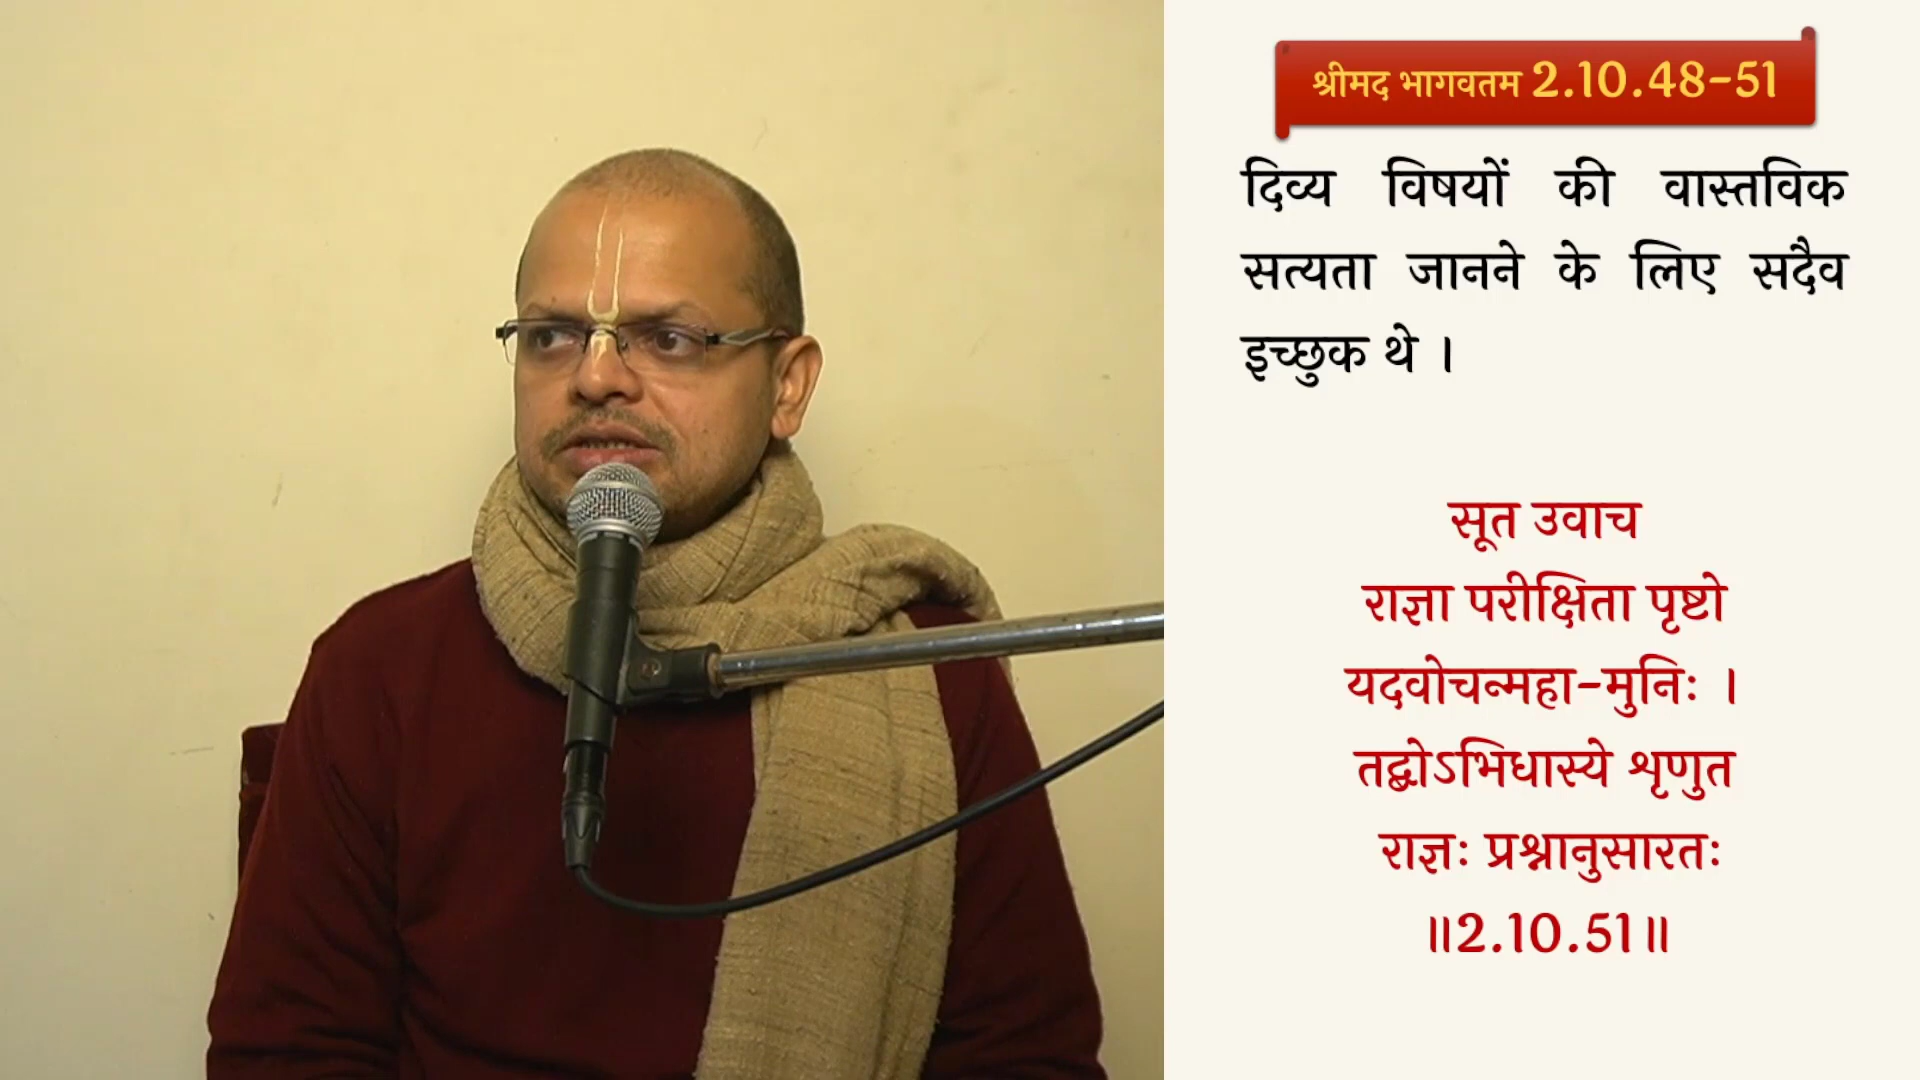 श्रीमद भागवतम 2.10.48-51
दिव्य विषयों की वास्तविक
सत्यता जानने के लिए सदैव
इच्छुक थे ।
सूत उवाच
राज्ञा परीक्षिता पृष्टो
यदवोचन्महा-मुनिः ।
तद्वोऽभिधास्ये शृणुत
राज्ञः प्रश्नानुसारतः
॥2.10.51॥